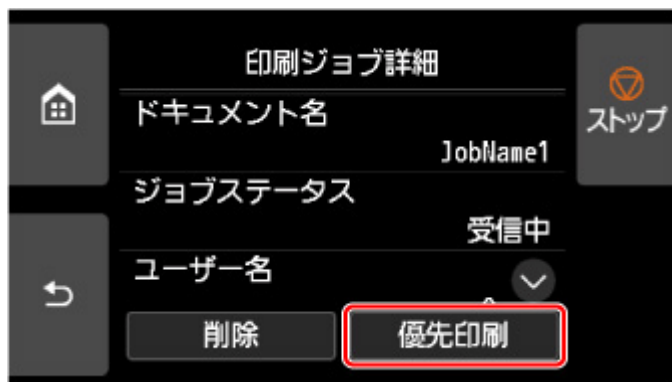 印刷ジョブ詳細
ドキュメント名
JobName1
ストップ
ジョブステータス
受信中
ユーザー名
削除
優先印刷